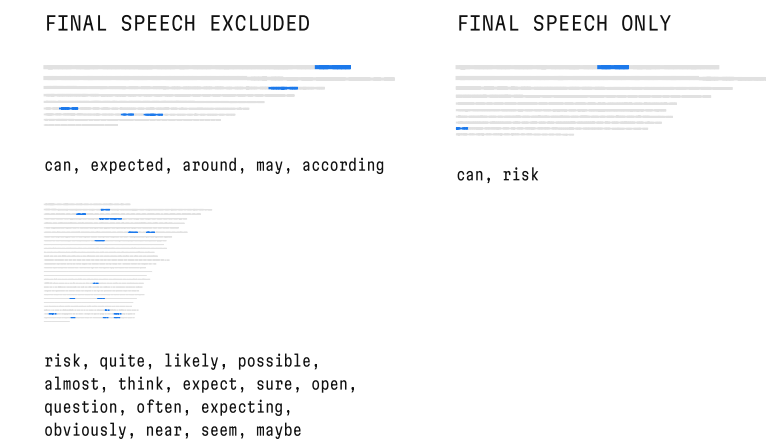 FINAL SPEECH EXCLUDED
can, expected, around, may, according
risk, quite, likely, possible,
almost, think, expect, sure, open,
question, often, expecting,
obviously, near, seem, maybe
FINAL SPEECH ONLY
can, risk